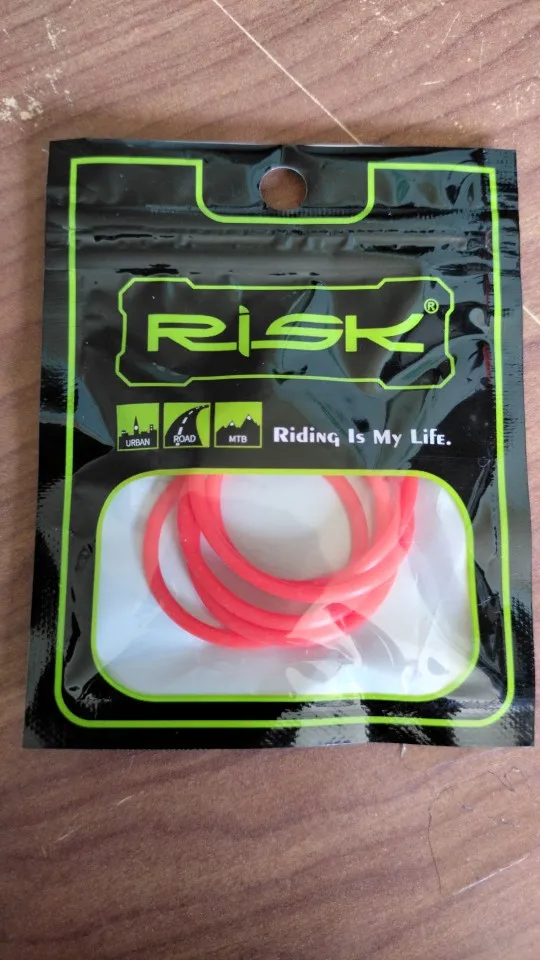 RiSK®
URBAN
ROAD
MTB
Riding Is My Life.